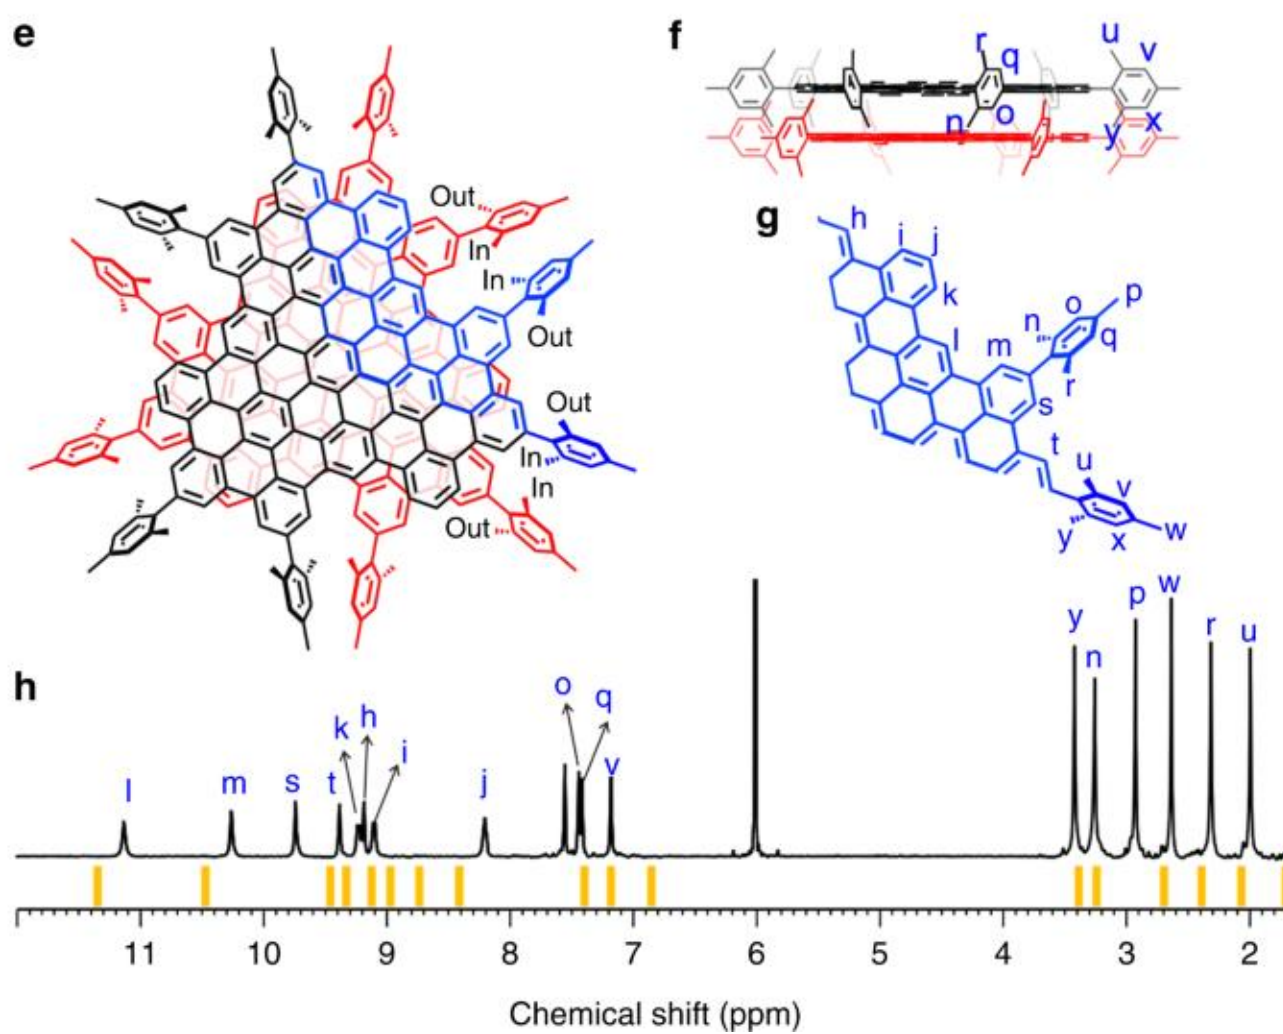 e
Out
In
In
Out
Out
In
In
Out
f
r
q
u
v
n
o
y
x
g
h
i
j
k
l
m
n
o
p
q
r
s
t
u
v
w
x
y
h
l
m
s
t
k
h
i
j
o
q
v
y
n
p
w
r
u
11 10 9 8 7 6 5 4 3 2
Chemical shift (ppm)